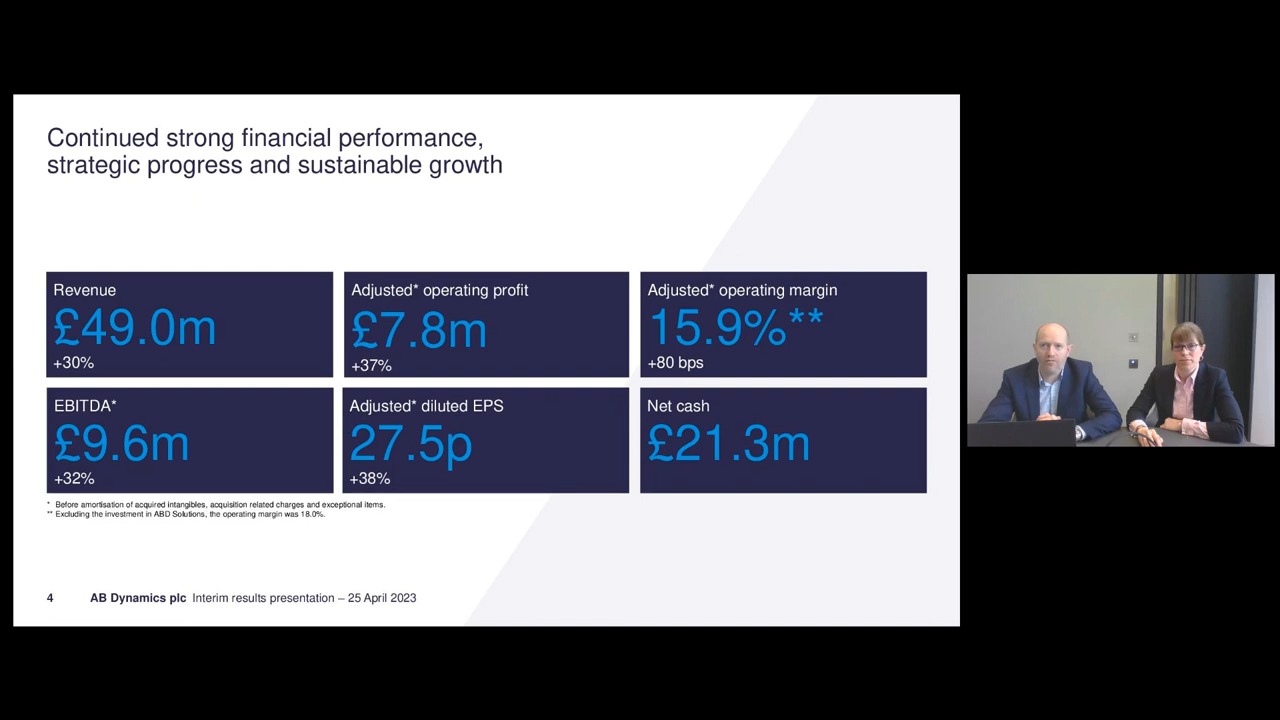 Continued strong financial performance,
strategic progress and sustainable growth
Revenue
£49.0m
+30%
Adjusted* operating profit
£7.8m
+37%
Adjusted* operating margin
15.9%**
+80 bps
EBITDA*
£9.6m
+32%
Adjusted* diluted EPS
27.5p
+38%
Net cash
£21.3m
* Before amortisation of acquired intangibles, acquisition related charges and exceptional items.
** Excluding the investment in ABD Solutions, the operating margin was 18.0%.
4 AB Dynamics plc Interim results presentation – 25 April 2023